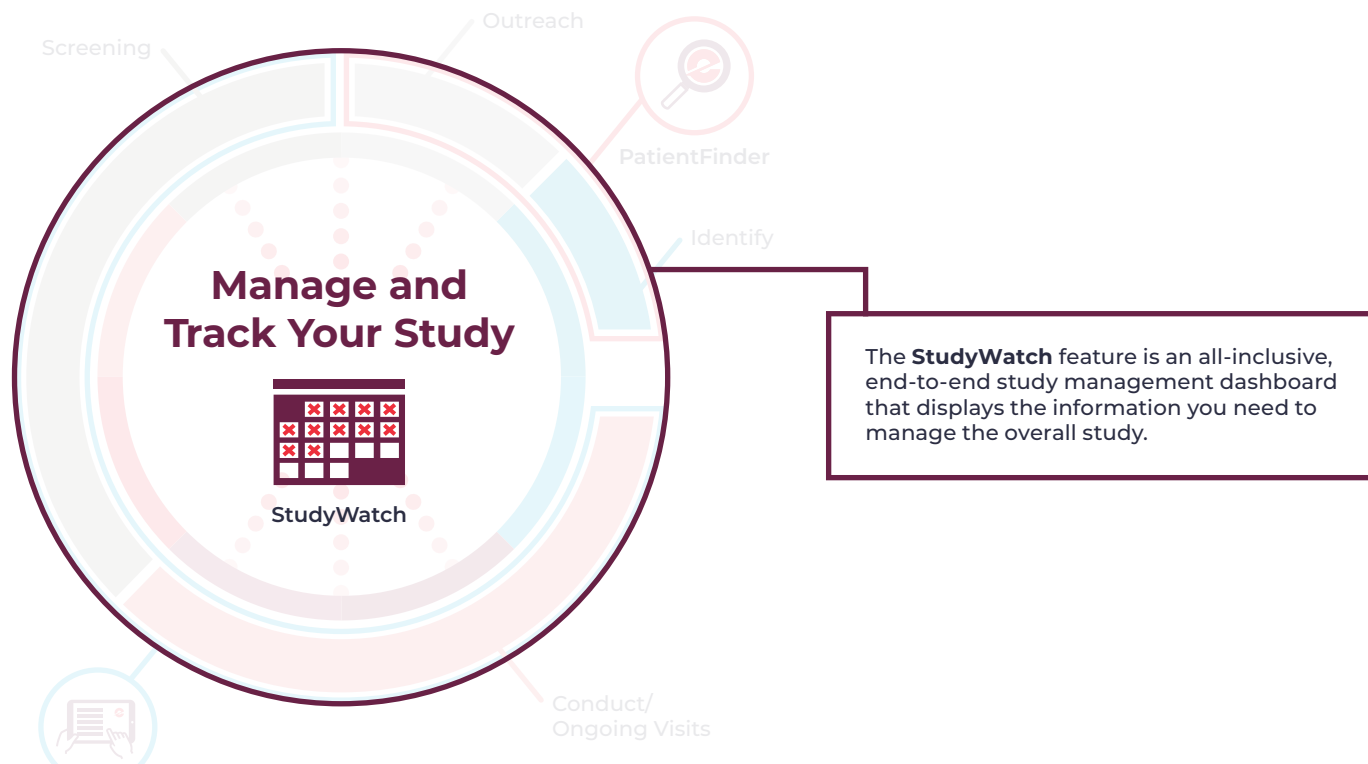 Outreach
Screening
PatientFinder
Identify
Manage and
Track Your Study
StudyWatch
The StudyWatch feature is an all-inclusive,
end-to-end study management dashboard
that displays the information you need to
manage the overall study.
Conduct/
Ongoing Visits